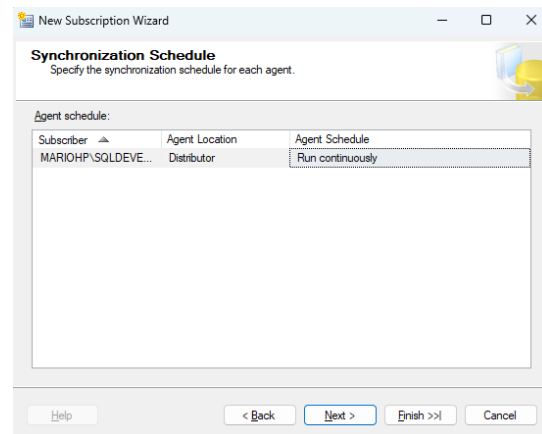 New Subscription Wizard
Synchronization Schedule
Specify the synchronization schedule for each agent.
Agent schedule:
Subscriber Agent Location Agent Schedule
MARIOHP\SQLDEVE... Distributor Run continuously
Help < Back Next > Finish >>| Cancel